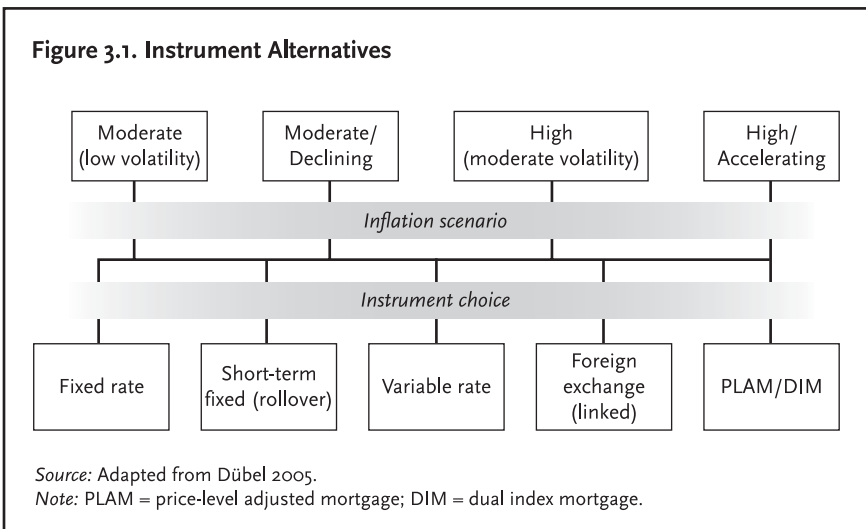 Figure 3.1. Instrument Alternatives
Moderate
(low volatility)
Moderate/
Declining
High
(moderate volatility)
High/
Accelerating
Inflation scenario
Instrument choice
Fixed rate
Short-term
fixed (rollover)
Variable rate
Foreign
exchange
(linked)
PLAM/DIM
Source: Adapted from Dübel 2005.
Note: PLAM = price-level adjusted mortgage; DIM = dual index mortgage.